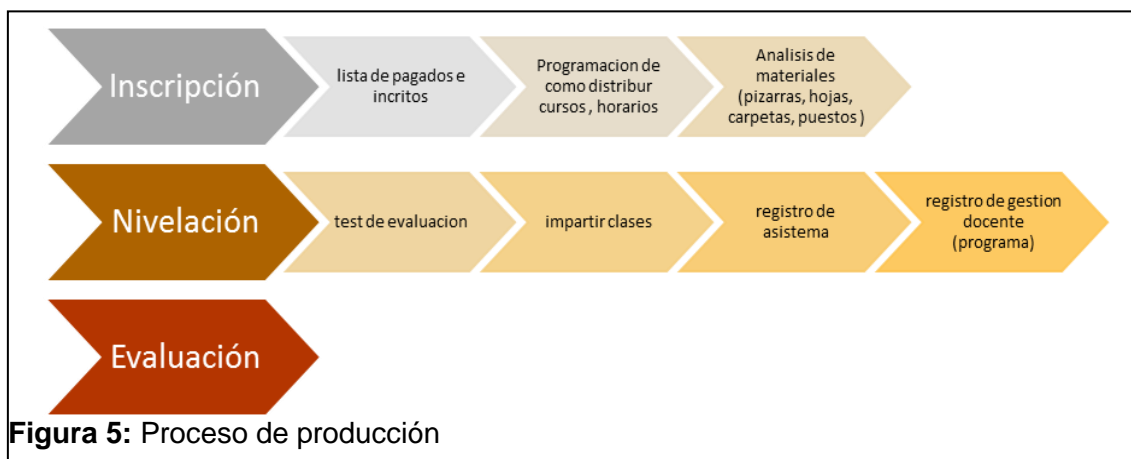 Inscripción
lista de pagados e
incritos
Programacion de
como distribur
cursos , horarios
Analisis de
materiales
(pizarras, hojas,
carpetas, puestos )
Nivelación
test de evaluacion
impartir clases
registro de
asistema
registro de gestion
docente
(programa)
Evaluación
Figura 5: Proceso de producción